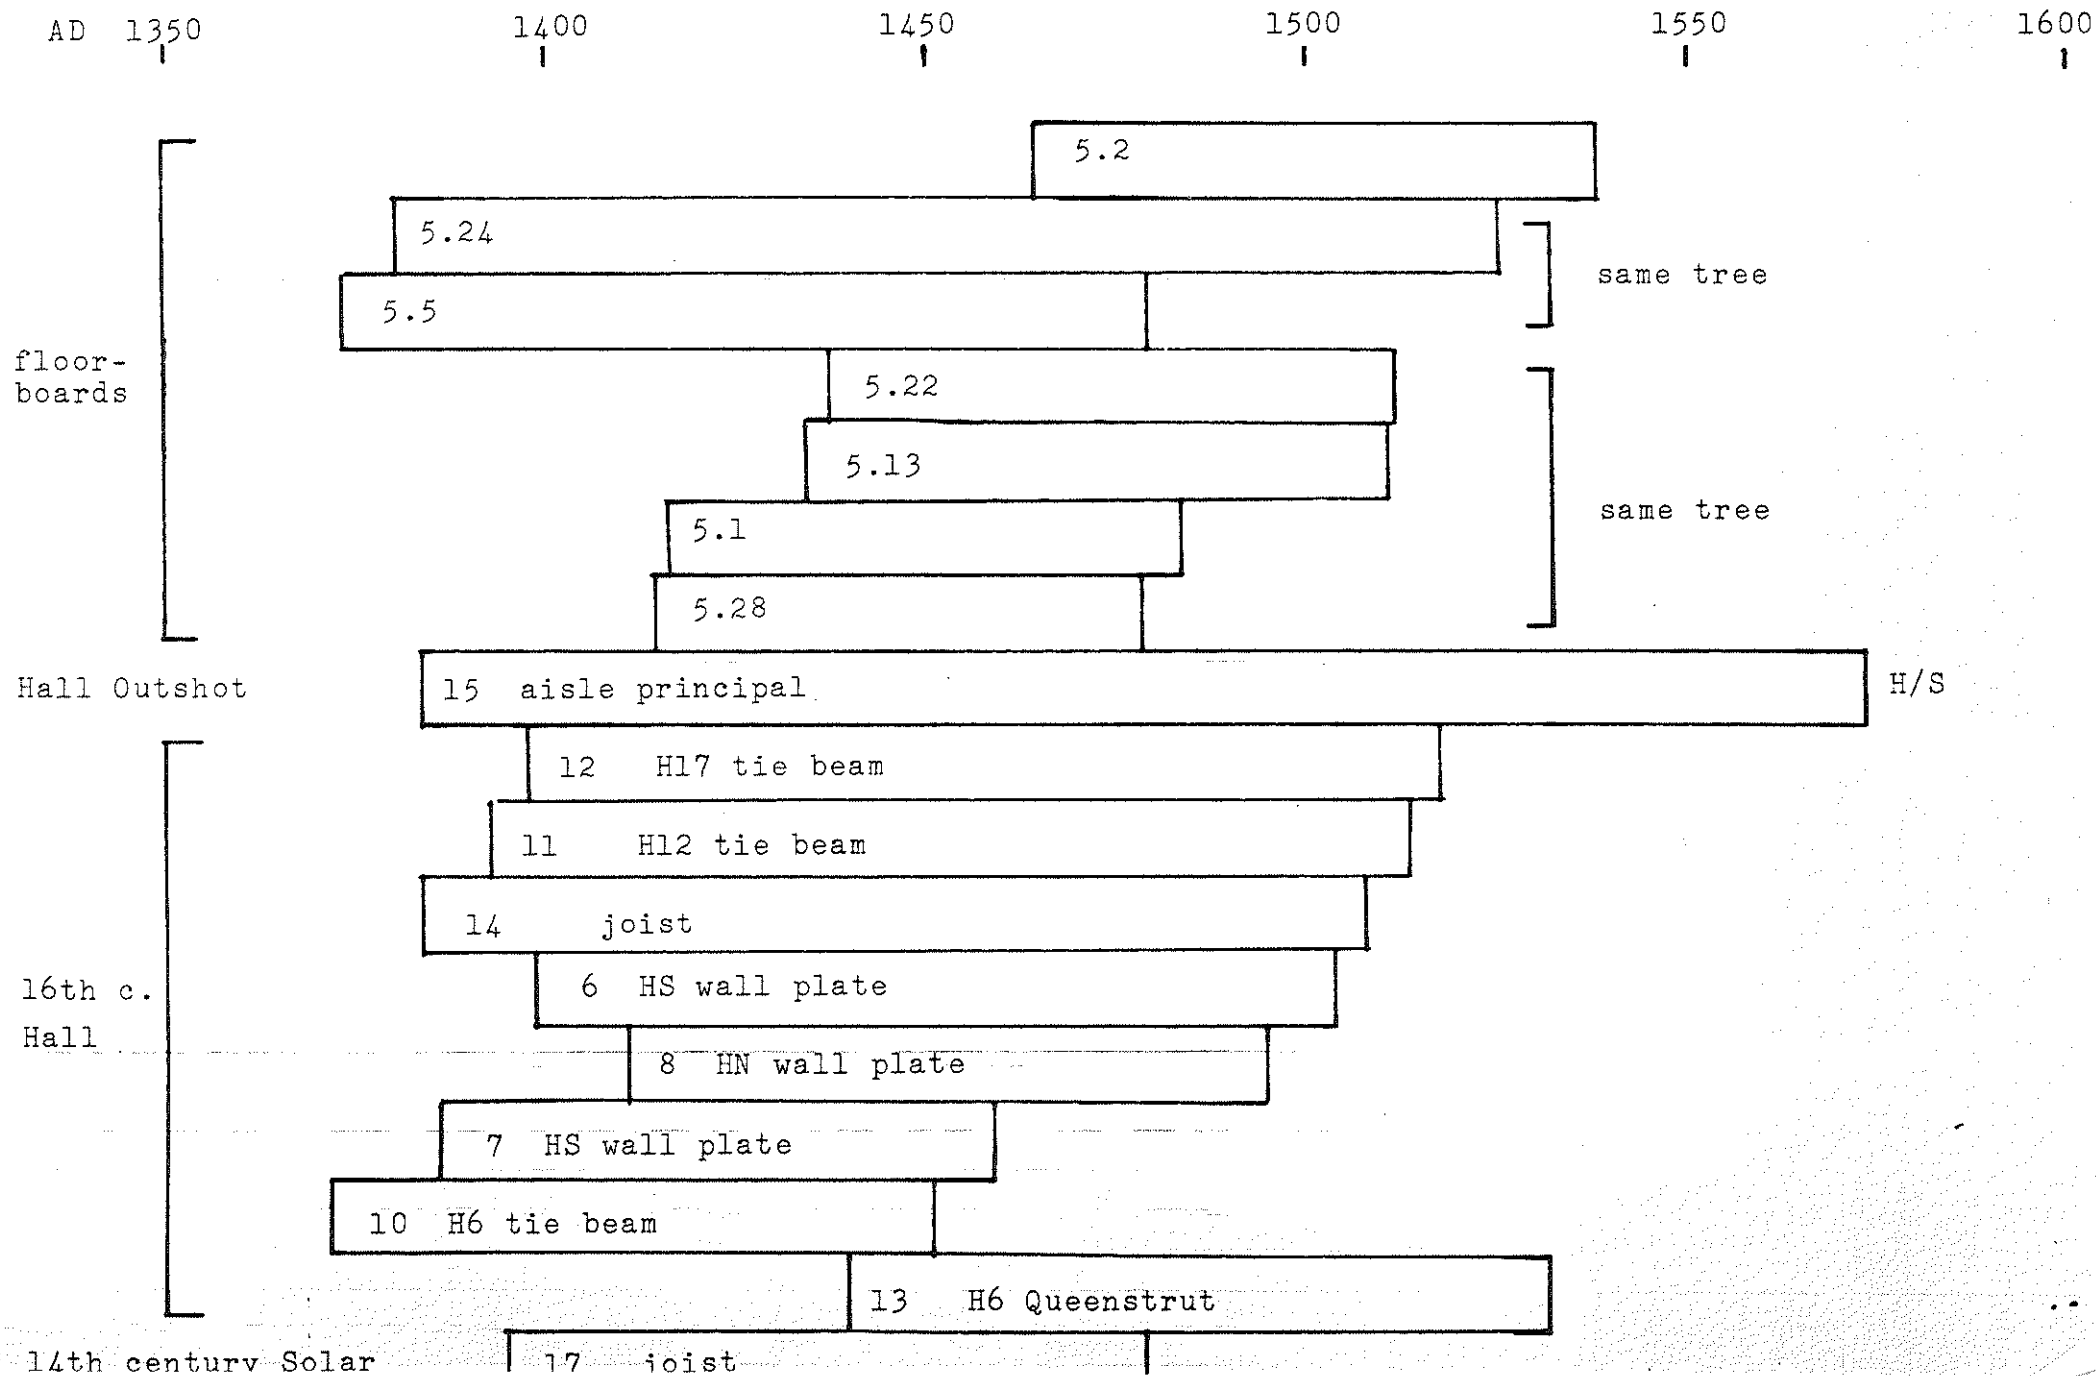 AD 1350 1400 1450 1500 1550 1600
5.2
5.24
same tree
5.5
floor-
boards
5.22
5.13
same tree
5.1
5.28
Hall Outshot
15 aisle principal
H/S
12 H17 tie beam
11 H12 tie beam
14 joist
16th c.
Hall
6 HS wall plate
8 HN wall plate
7 HS wall plate
10 H6 tie beam
13 H6 Queenstrut
14th century Solar
17 joist